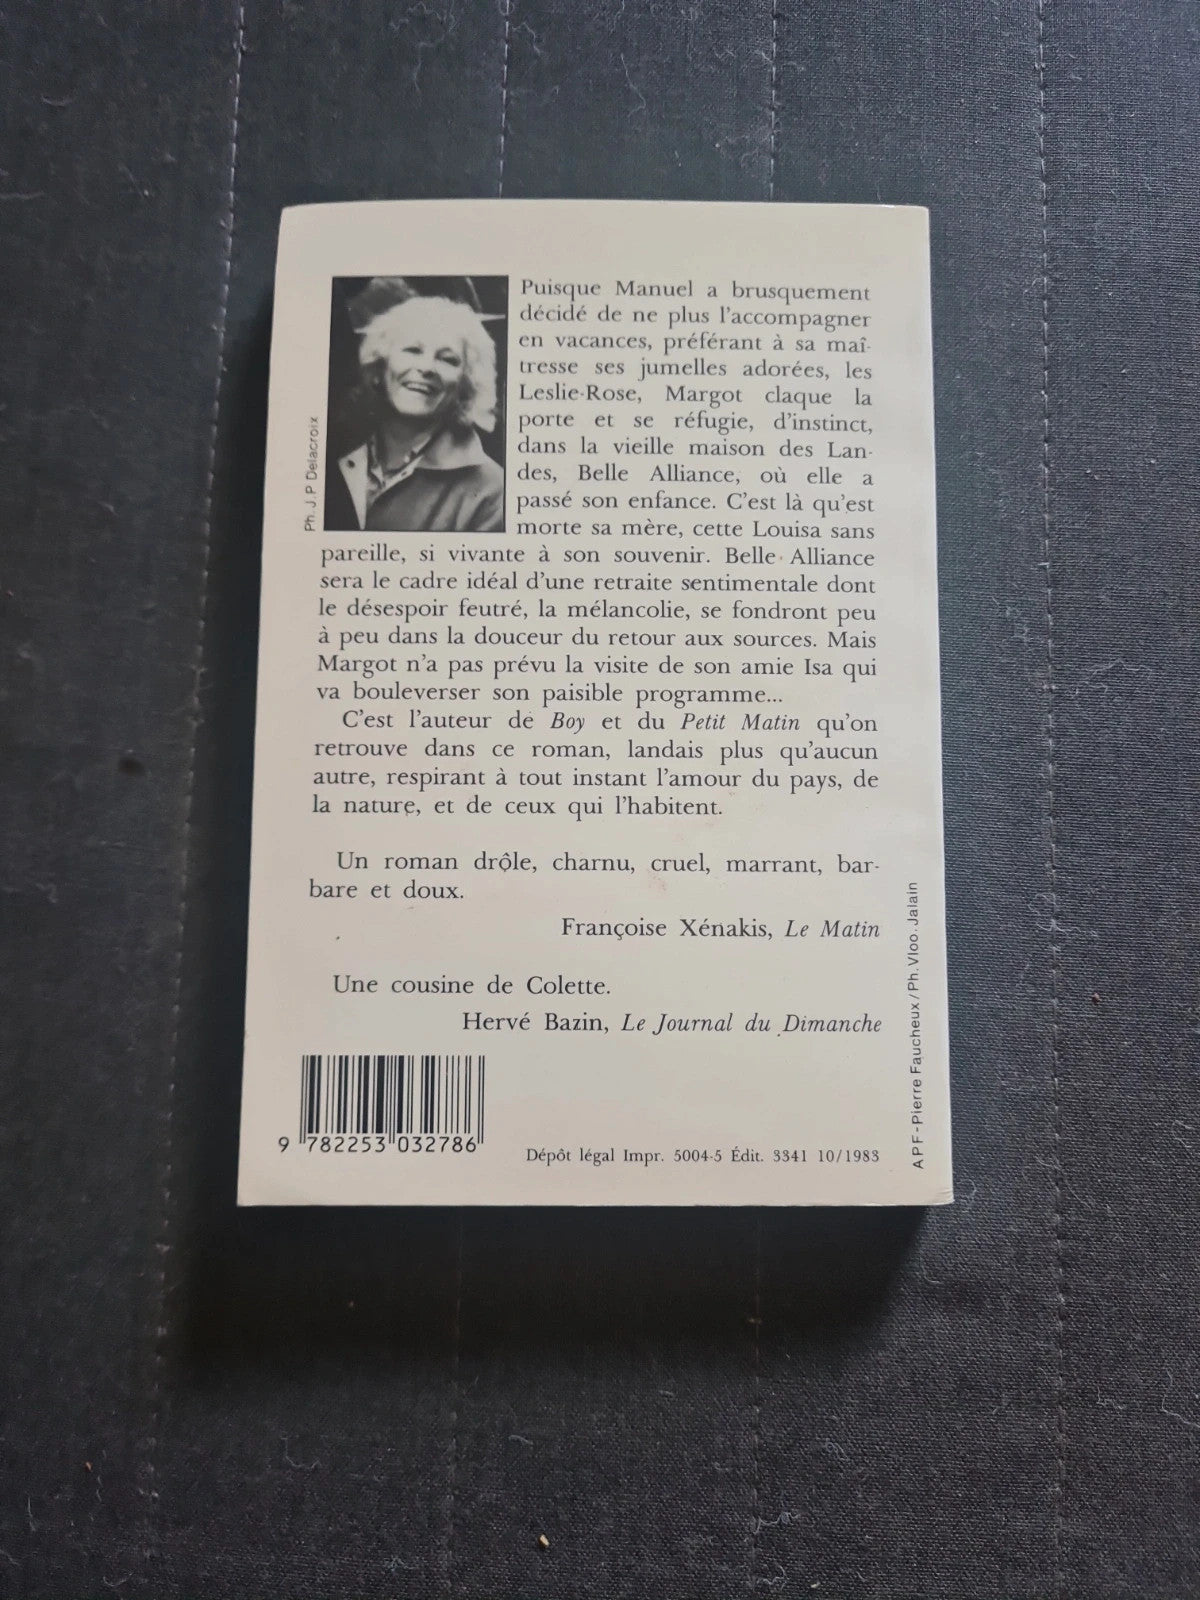 Puisque Manuel a brusquement
décidé de ne plus l'accompagner
en vacances, préférant à sa maî-
tresse ses jumelles adorées, les
Leslie-Rose, Margot claque la
porte et se réfugie, d'instinct,
dans la vieille maison des Lan-
des, Belle Alliance, où elle a
passé son enfance. C'est là qu'est
morte sa mère, cette Louisa sans
pareille, si vivante à son souvenir. Belle Alliance
sera le cadre idéal d'une retraite sentimentale dont
le désespoir feutré, la mélancolie, se fondront peu
à peu dans la douceur du retour aux sources. Mais
Margot n'a pas prévu la visite de son amie Isa qui
va bouleverser son paisible programme...
C'est l'auteur de Boy et du Petit Matin qu'on
retrouve dans ce roman, landais plus qu'aucun
autre, respirant à tout instant l'amour du pays, de
la nature, et de ceux qui l'habitent.
Un roman drôle, charnu, cruel, marrant, bar-
bare et doux.
Françoise Xénakis, Le Matin
Une cousine de Colette.
Hervé Bazin, Le Journal du Dimanche
9 782253 032786
Dépôt légal Impr. 5004-5 Édit. 3341 10/1983
Ph. J.P Delacroix
APF-Pierre Faucheux/Ph.Vloo.Jalain